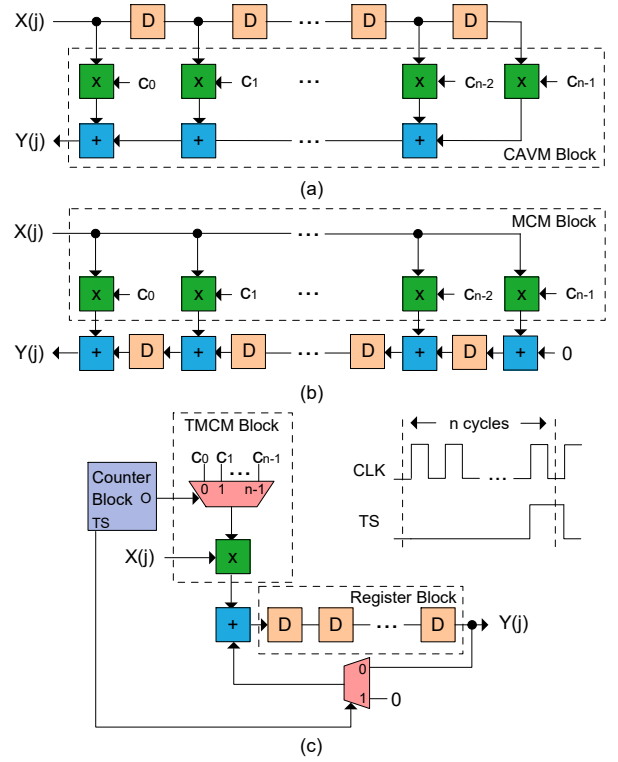 X(j) D D D
X X X X
C0 C1 ... Cn-2 Cn-1
Y(j) + + ... +
CAVM Block
(a)
MCM Block
X(j) ...
X X X X
C0 C1 ... Cn-2 Cn-1
Y(j) + D + D ... D + D + 0
(b)
TMCM Block
C0 C1 ... Cn-1
0 1 n-1
Counter
Block O
TS
X(j) X
n cycles
CLK ...
TS
Register Block
+ D D ... D Y(j)
0
1 0
(c)